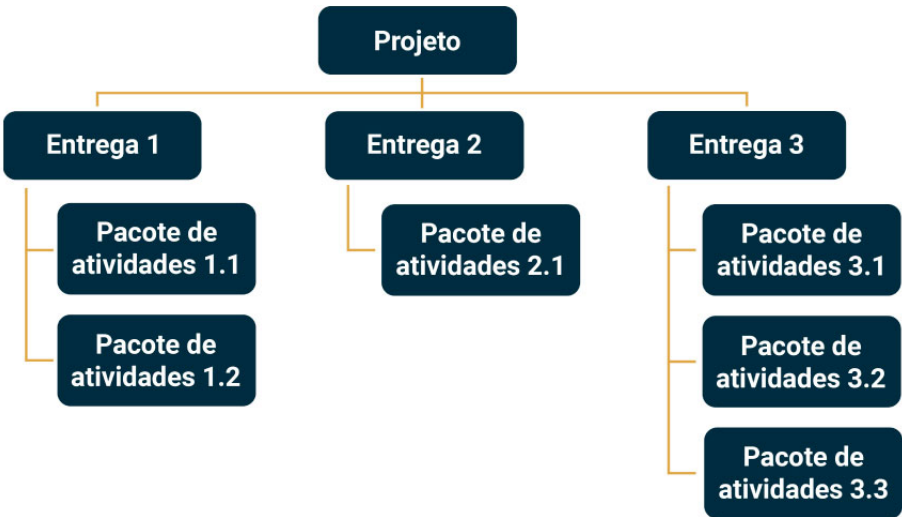 Projeto
Entrega 1
Entrega 2
Entrega 3
Pacote de
atividades 1.1
Pacote de
atividades 1.2
Pacote de
atividades 2.1
Pacote de
atividades 3.1
Pacote de
atividades 3.2
Pacote de
atividades 3.3